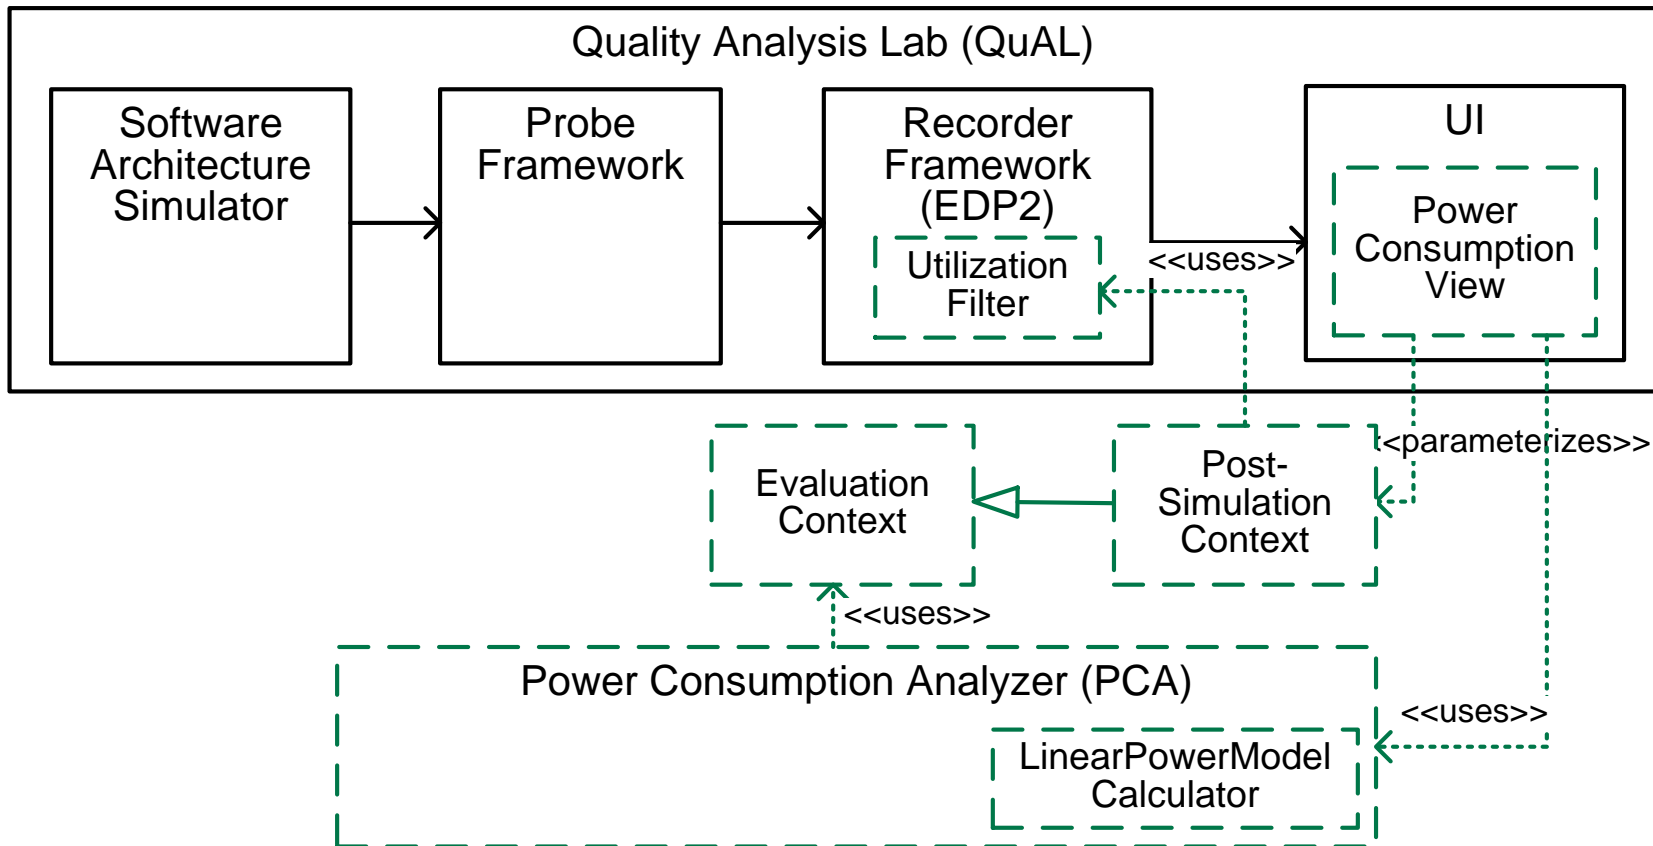 Quality Analysis Lab (QuAL)
Software
Architecture
Simulator
Probe
Framework
Recorder
Framework
(EDP2)
Utilization
Filter
<<uses>>
UI
Power
Consumption
View
Evaluation
Context
Post-
Simulation
Context
<<parameterizes>>
<<uses>>
Power Consumption Analyzer (PCA)
<<uses>>
LinearPowerModel
Calculator